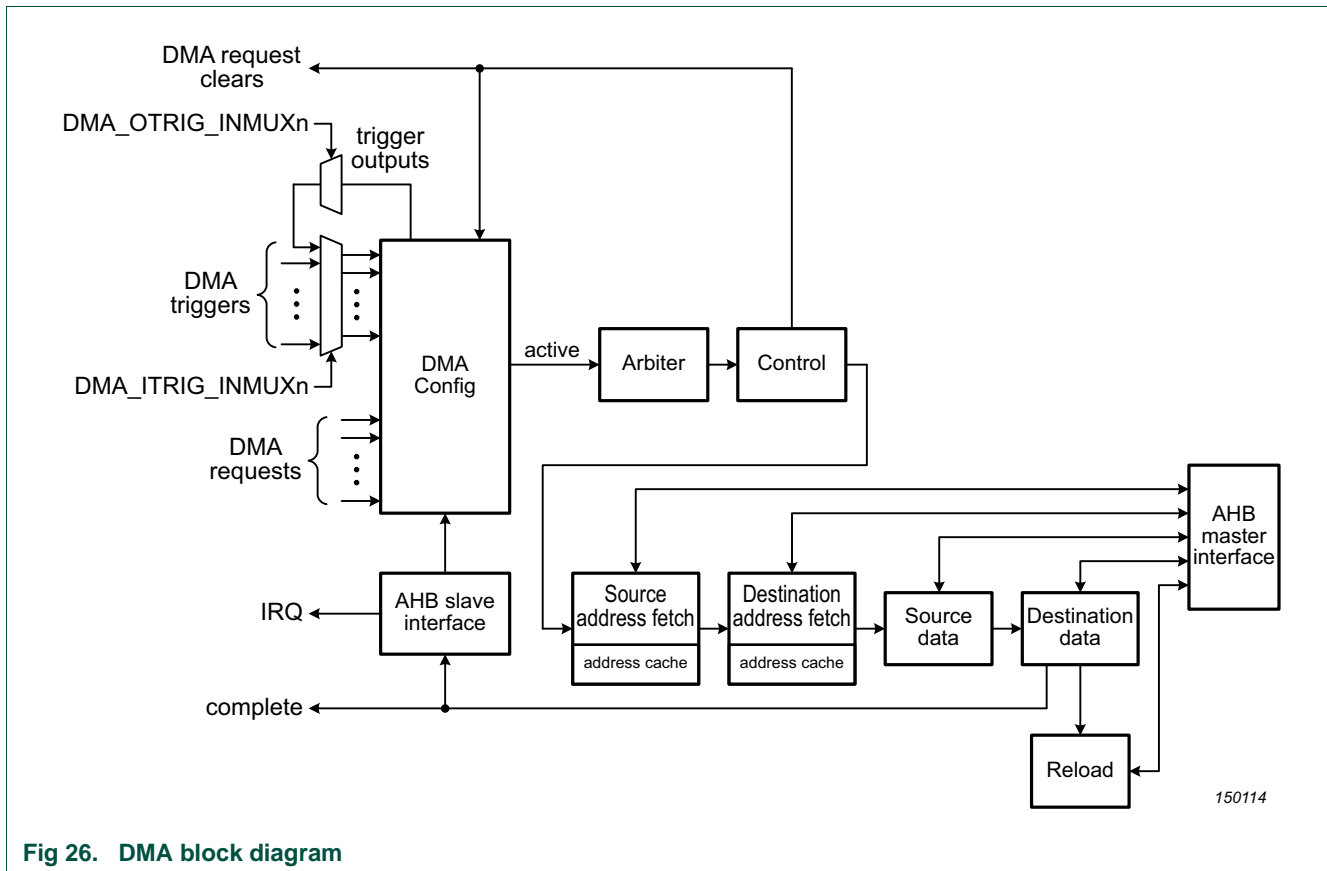 DMA request
clears
DMA_OTRIG_INMUXn
trigger
outputs
DMA
triggers
DMA_ITRIG_INMUXn
DMA
requests
DMA
Config
active
Arbiter
Control
AHB
master
interface
IRQ
AHB slave
interface
Source
address fetch
address cache
Destination
address fetch
address cache
Source
data
Destination
data
complete
Reload
150114
Fig 26. DMA block diagram